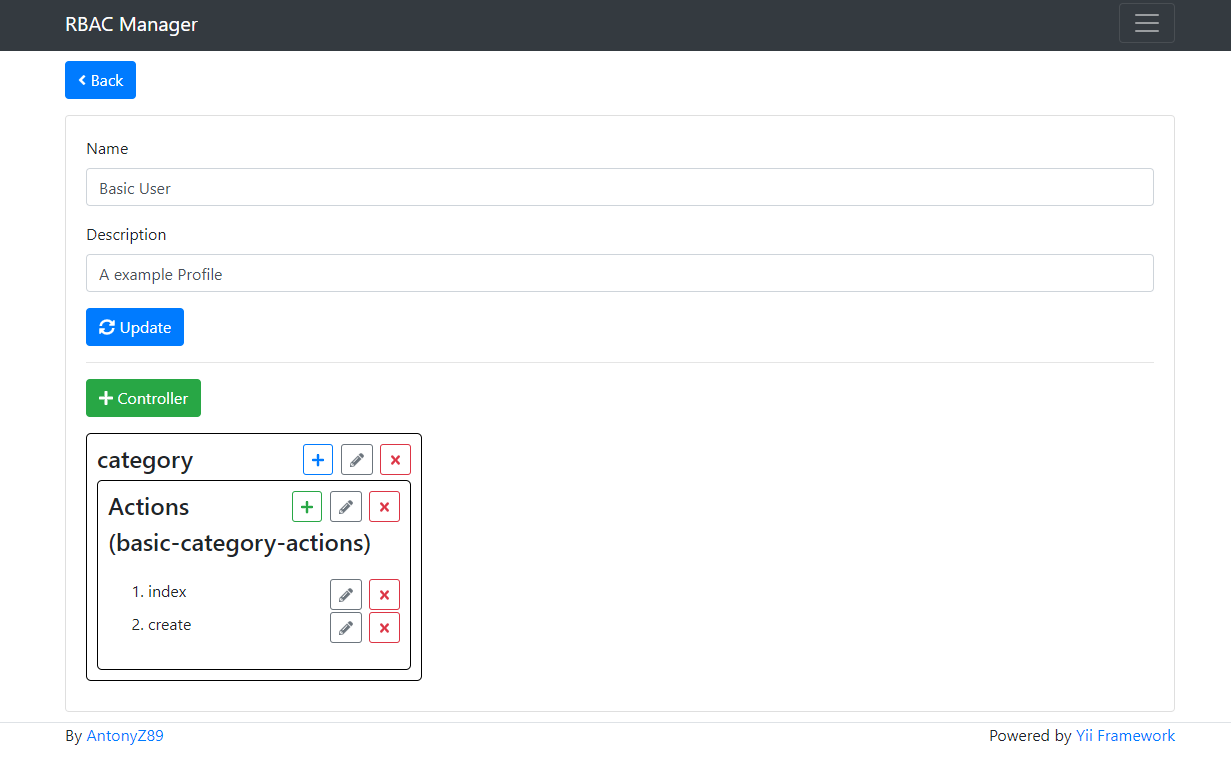 RBAC Manager
Back
Name
Basic User
Description
A example Profile
Update
Controller
category
Actions
(basic-category-actions)
1. index
2. create
By AntonyZ89
Powered by Yii Framework